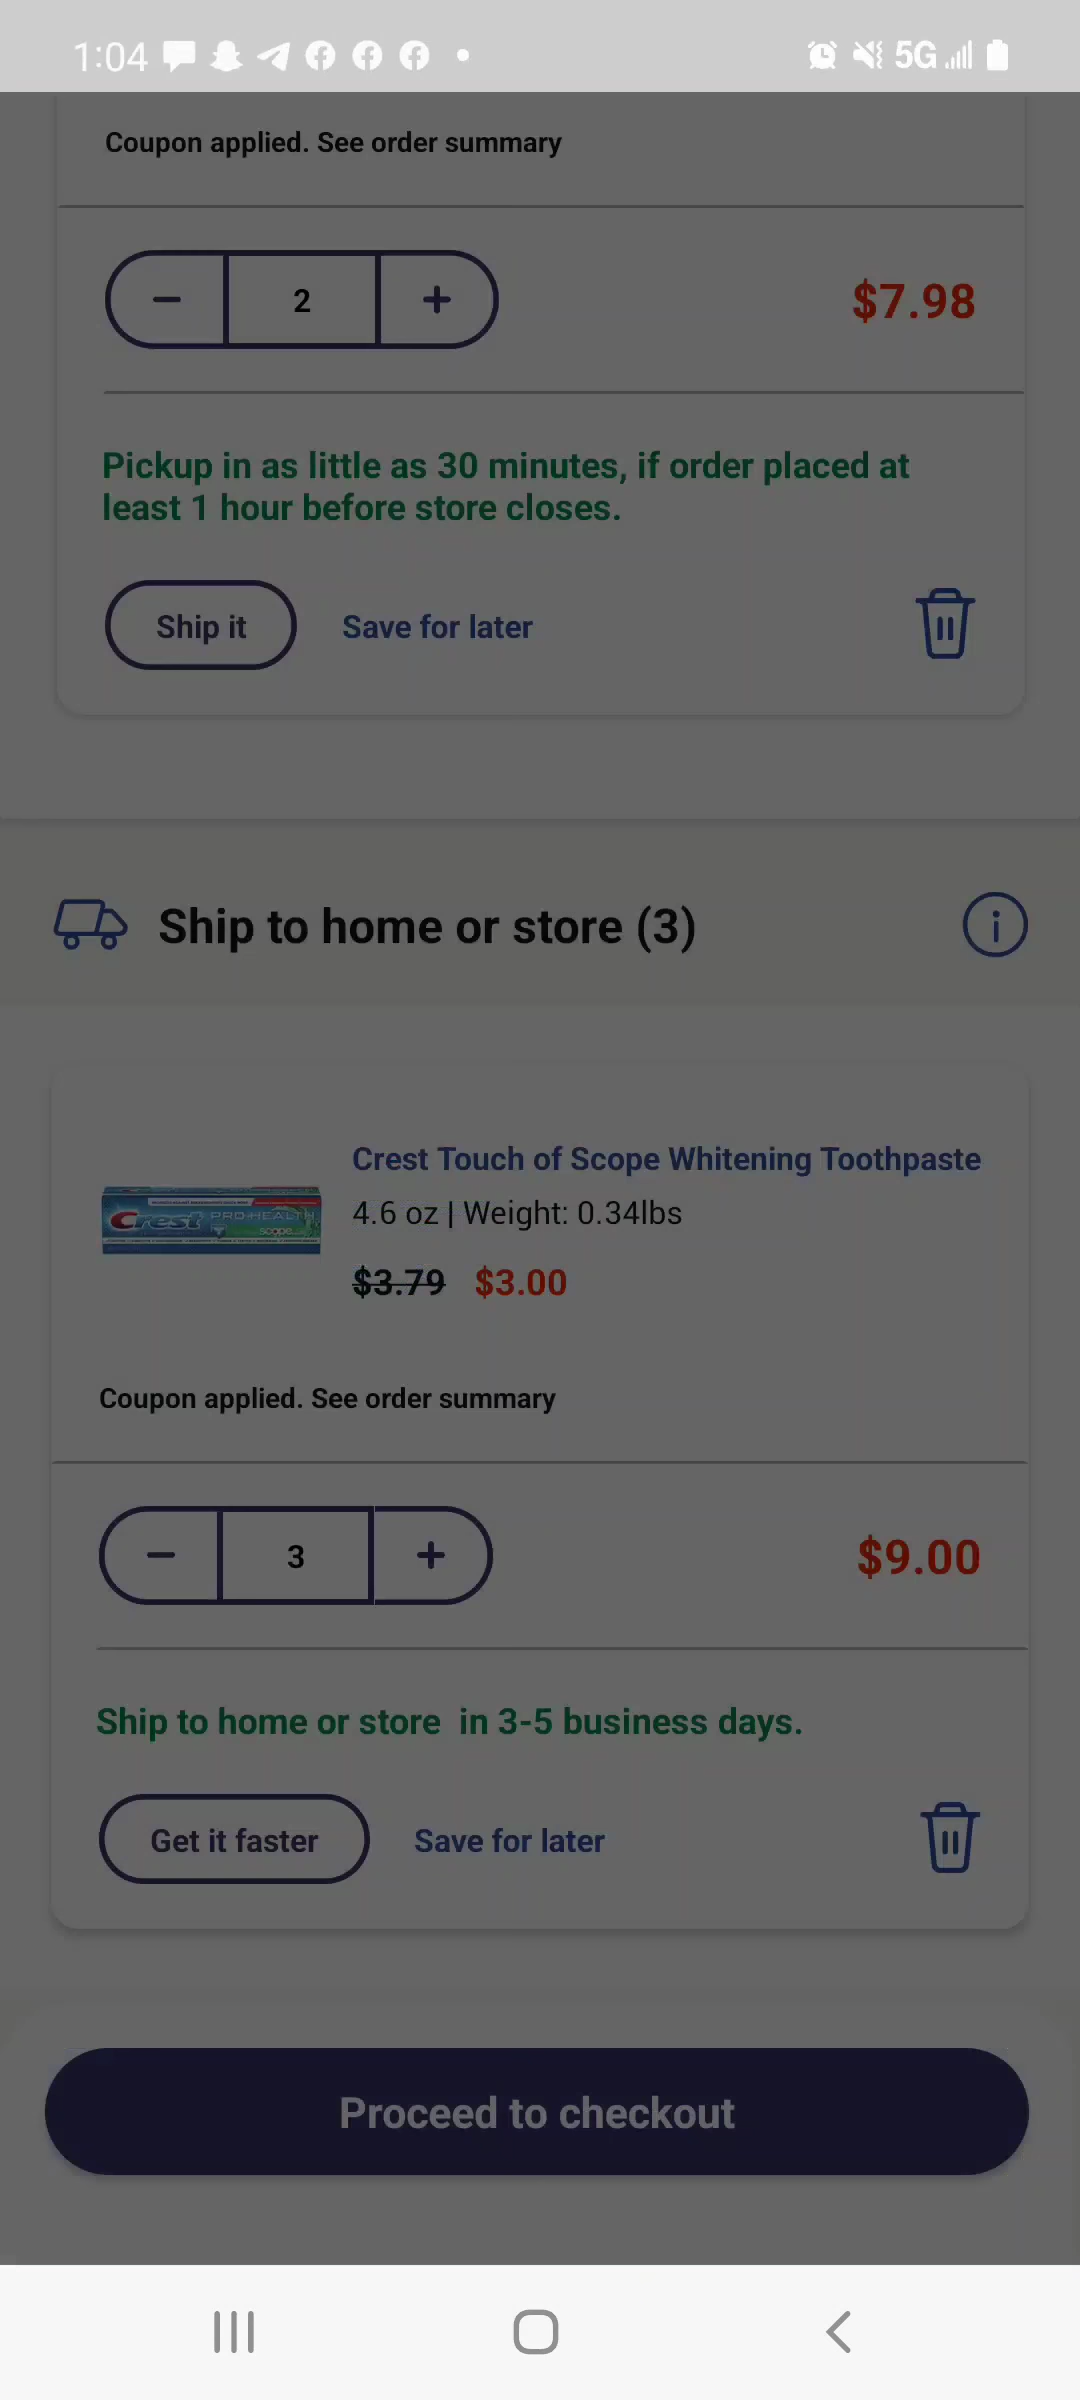 1:04
5G
Coupon applied. See order summary
2
$7.98
Pickup in as little as 30 minutes, if order placed at
least 1 hour before store closes.
Ship it
Save for later
Ship to home or store (3)
Crest Touch of Scope Whitening Toothpaste
Crest PRO-HEALTH
scope
4.6 oz | Weight: 0.34lbs
$3.79 $3.00
Coupon applied. See order summary
3
$9.00
Ship to home or store in 3-5 business days.
Get it faster
Save for later
Proceed to checkout